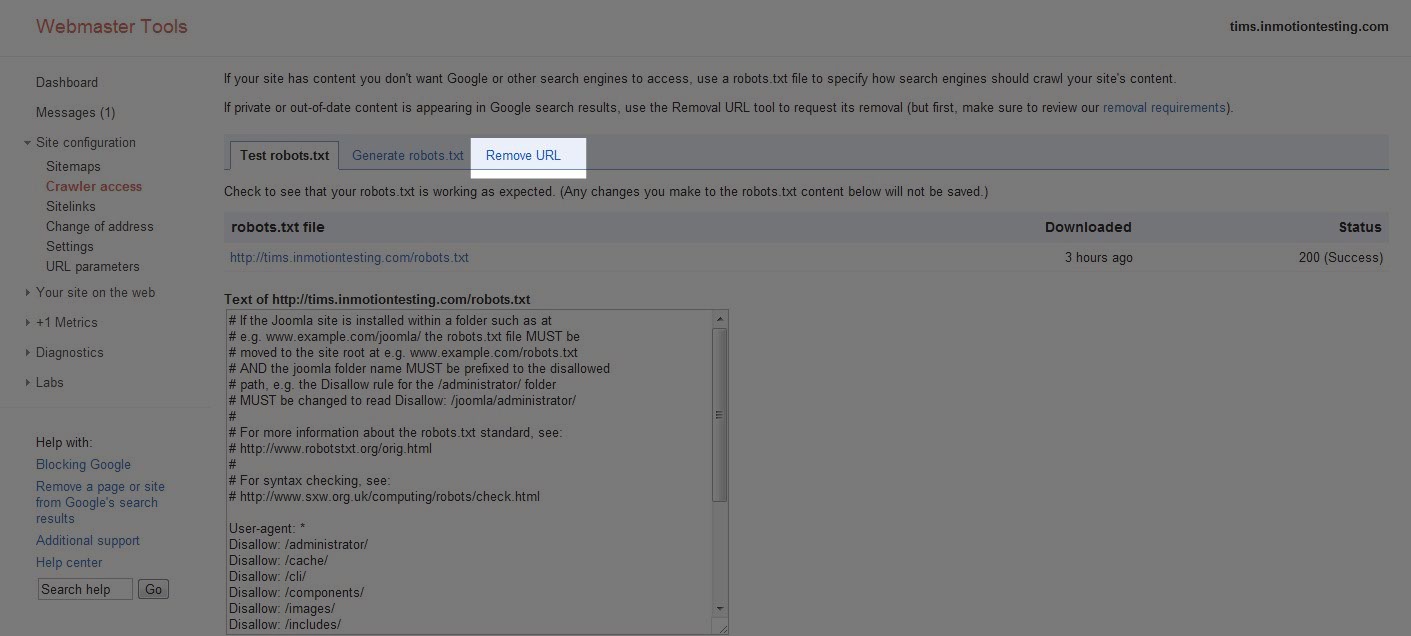 Webmaster Tools
tims.inmotiontesting.com
Dashboard
Messages (1)
Site configuration
Sitemaps
Crawler access
Sitelinks
Change of address
Settings
URL parameters
Your site on the web
+1 Metrics
Diagnostics
Labs
Help with:
Blocking Google
Remove a page or site
from Google's search
results
Additional support
Help center
Search help Go
If your site has content you don't want Google or other search engines to access, use a robots.txt file to specify how search engines should crawl your site's content.
If private or out-of-date content is appearing in Google search results, use the Removal URL tool to request its removal (but first, make sure to review our removal requirements).
Test robots.txt Generate robots.txt Remove URL
Check to see that your robots.txt is working as expected. (Any changes you make to the robots.txt content below will not be saved.)
robots.txt file Downloaded Status
http://tims.inmotiontesting.com/robots.txt 3 hours ago 200 (Success)
Text of http://tims.inmotiontesting.com/robots.txt
# If the Joomla site is installed within a folder such as at
# e.g. www.example.com/joomla/ the robots.txt file MUST be
# moved to the site root at e.g. www.example.com/robots.txt
# AND the joomla folder name MUST be prefixed to the disallowed
# path, e.g. the Disallow rule for the /administrator/ folder
# MUST be changed to read Disallow: /joomla/administrator/
#
# For more information about the robots.txt standard, see:
# http://www.robotstxt.org/orig.html
#
# For syntax checking, see:
# http://www.sxw.org.uk/computing/robots/check.html
User-agent: *
Disallow: /administrator/
Disallow: /cache/
Disallow: /cli/
Disallow: /components/
Disallow: /images/
Disallow: /includes/